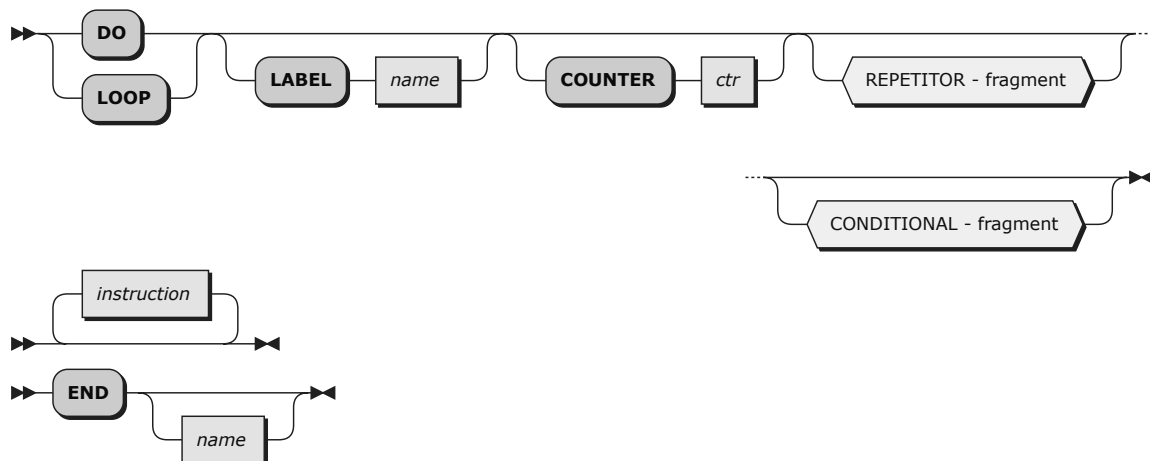 DO
LOOP
LABEL name
COUNTER ctr
REPETITOR - fragment
CONDITIONAL - fragment
instruction
END
name